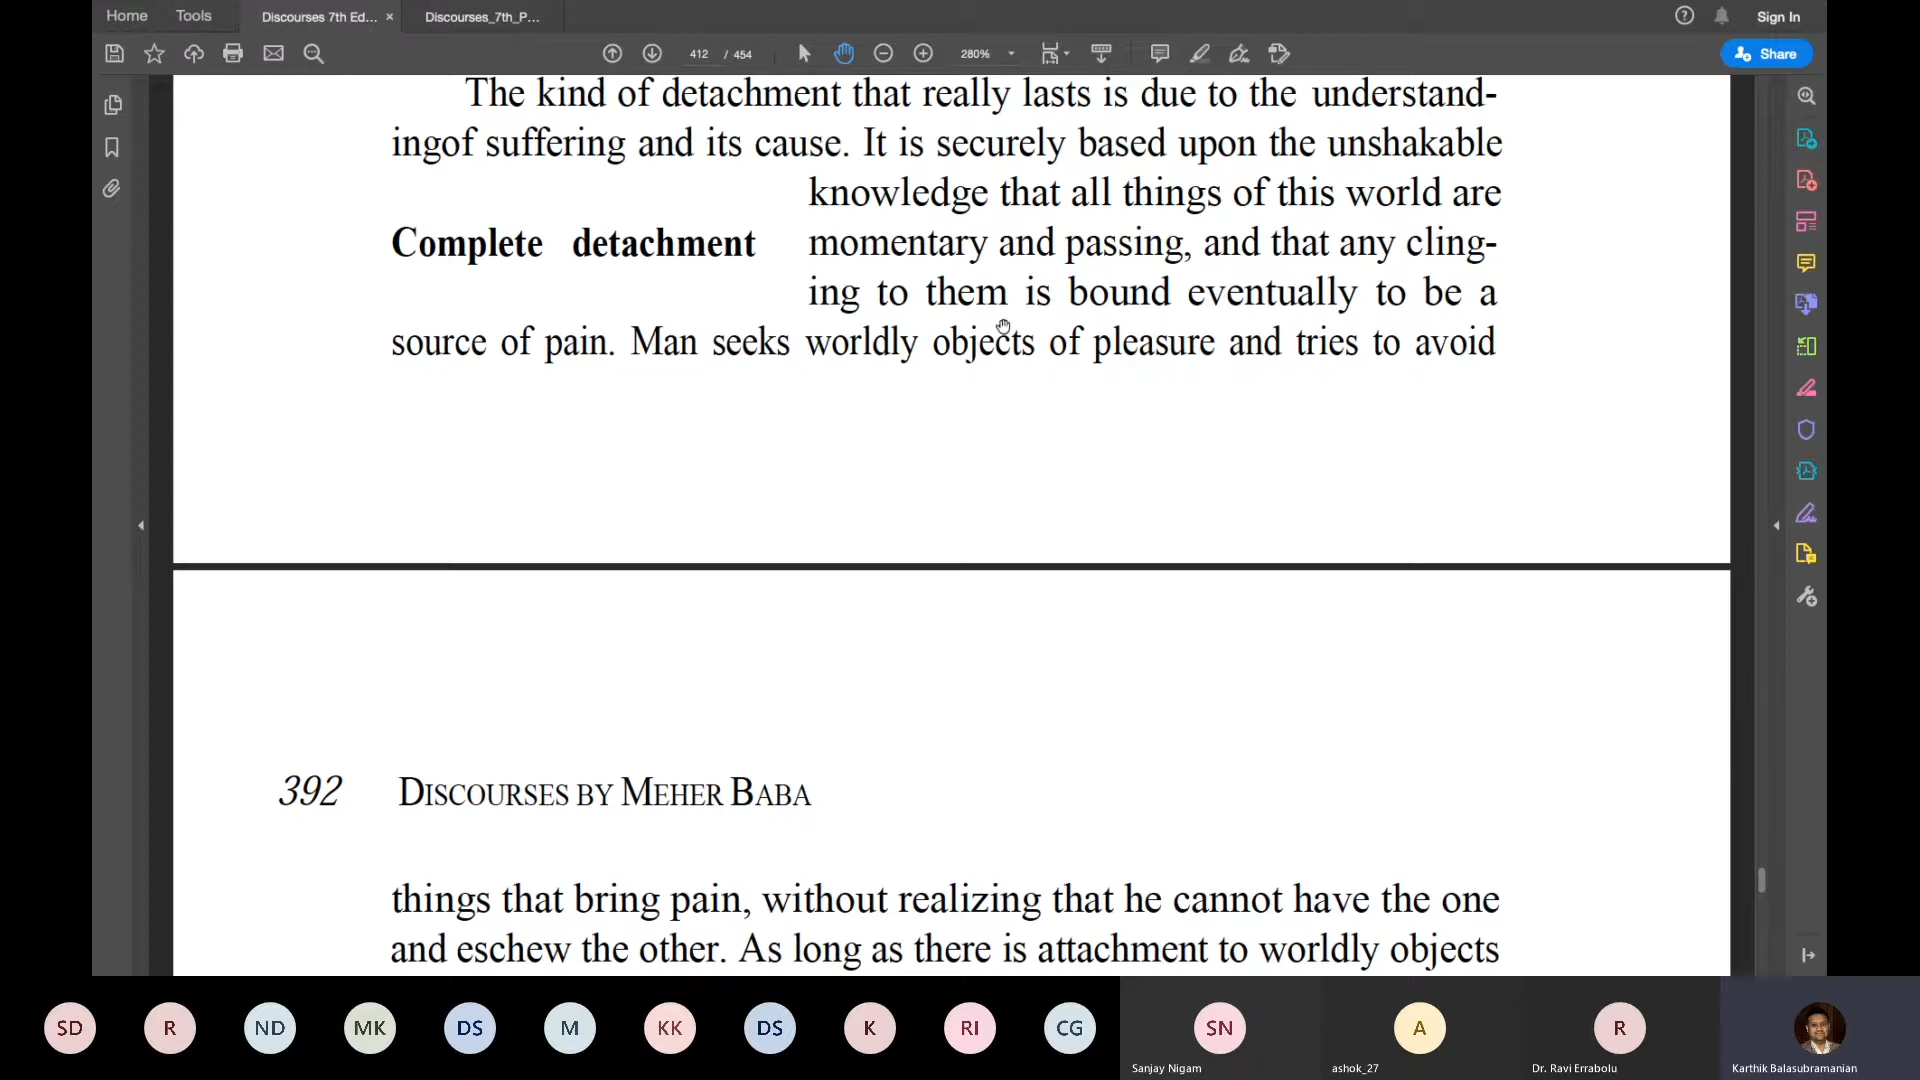 Home Tools Discourses 7th Ed... × Discourses_7th_P... Sign In
412 / 454 280% Share
The kind of detachment that really lasts is due to the understand-
ingof suffering and its cause. It is securely based upon the unshakable
knowledge that all things of this world are
Complete detachment momentary and passing, and that any cling-
ing to them is bound eventually to be a
source of pain. Man seeks worldly objects of pleasure and tries to avoid
392 DISCOURSES BY MEHER BABA
things that bring pain, without realizing that he cannot have the one
and eschew the other. As long as there is attachment to worldly objects
SD R ND MK DS M KK DS K RI CG SN A R
Sanjay Nigam ashok_27 Dr. Ravi Errabolu Karthik Balasubramanian